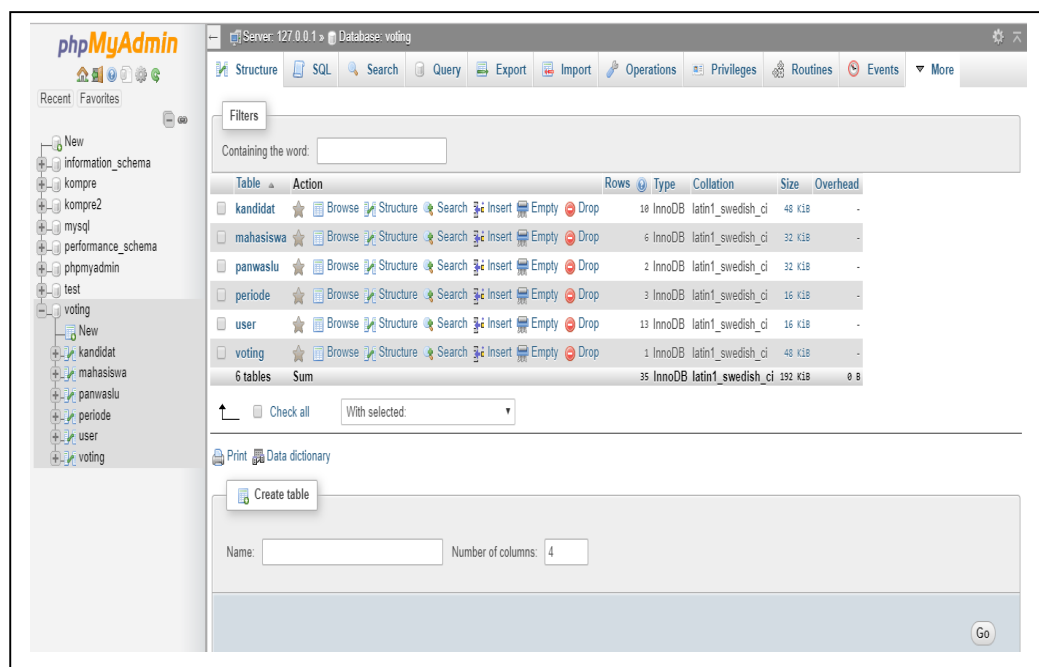 phpMyAdmin
Recent Favorites
New
information_schema
kompre
kompre2
mysql
performance_schema
phpmyadmin
test
voting
New
kandidat
mahasiswa
panwaslu
periode
user
voting
Server: 127.0.0.1 » Database: voting
Structure SQL Search Query Export Import Operations Privileges Routines Events More
Filters
Containing the word:
Table Action Rows Type Collation Size Overhead
kandidat Browse Structure Search Insert Empty Drop 10 InnoDB latin1_swedish_ci 48 KiB -
mahasiswa Browse Structure Search Insert Empty Drop 6 InnoDB latin1_swedish_ci 32 KiB -
panwaslu Browse Structure Search Insert Empty Drop 2 InnoDB latin1_swedish_ci 32 KiB -
periode Browse Structure Search Insert Empty Drop 3 InnoDB latin1_swedish_ci 16 KiB -
user Browse Structure Search Insert Empty Drop 13 InnoDB latin1_swedish_ci 16 KiB -
voting Browse Structure Search Insert Empty Drop 1 InnoDB latin1_swedish_ci 48 KiB -
6 tables Sum 35 InnoDB latin1_swedish_ci 192 KiB 0 B
Check all With selected:
Print Data dictionary
Create table
Name: Number of columns: 4
Go